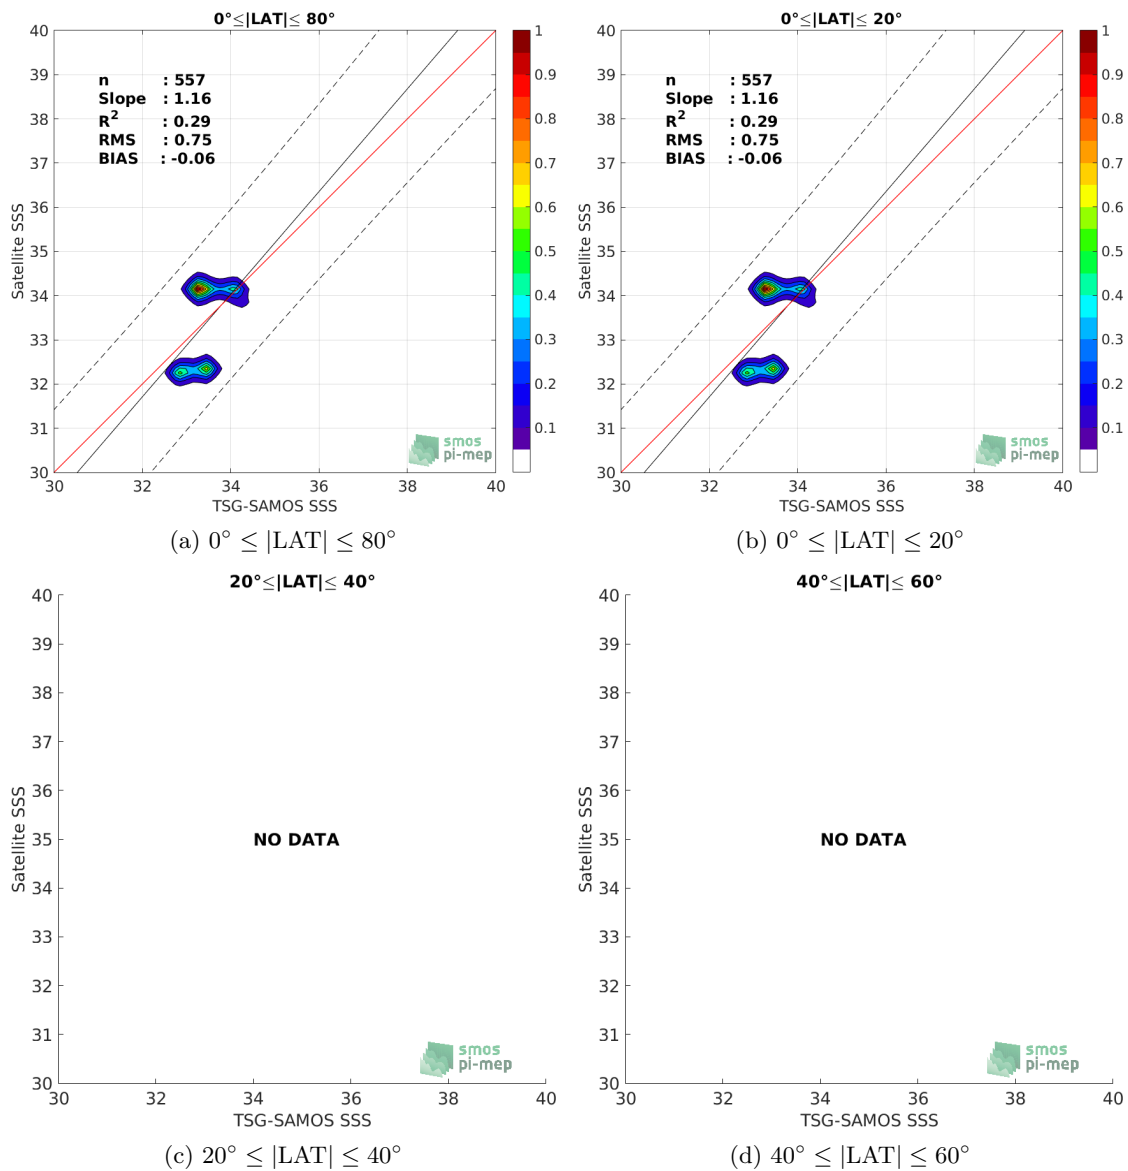 0°≤|LAT|≤ 80°
n : 557
Slope : 1.16
R2 : 0.29
RMS : 0.75
BIAS : -0.06
Satellite SSS
40
39
38
37
36
35
34
33
32
31
30
30 32 34 36 38 40
TSG-SAMOS SSS
1
0.9
0.8
0.7
0.6
0.5
0.4
0.3
0.2
0.1
smos
pi-mep
(a) 0° ≤ |LAT| ≤ 80°
0°≤|LAT|≤ 20°
n : 557
Slope : 1.16
R2 : 0.29
RMS : 0.75
BIAS : -0.06
Satellite SSS
40
39
38
37
36
35
34
33
32
31
30
30 32 34 36 38 40
TSG-SAMOS SSS
1
0.9
0.8
0.7
0.6
0.5
0.4
0.3
0.2
0.1
smos
pi-mep
(b) 0° ≤ |LAT| ≤ 20°
20°≤|LAT|≤ 40°
Satellite SSS
40
39
38
37
36
35
34
33
32
31
30
NO DATA
smos
pi-mep
30 32 34 36 38 40
TSG-SAMOS SSS
(c) 20° ≤ |LAT| ≤ 40°
40°≤|LAT|≤ 60°
Satellite SSS
40
39
38
37
36
35
34
33
32
31
30
NO DATA
smos
pi-mep
30 32 34 36 38 40
TSG-SAMOS SSS
(d) 40° ≤ |LAT| ≤ 60°